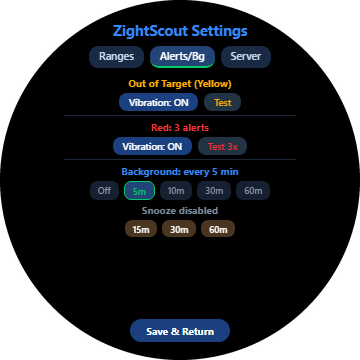 ZightScout Settings
Ranges Alerts/Bg Server
Out of Target (Yellow)
Vibration: ON Test
Red: 3 alerts
Vibration: ON Test 3x
Background: every 5 min
Off 5m 10m 30m 60m
Snooze disabled
15m 30m 60m
Save & Return